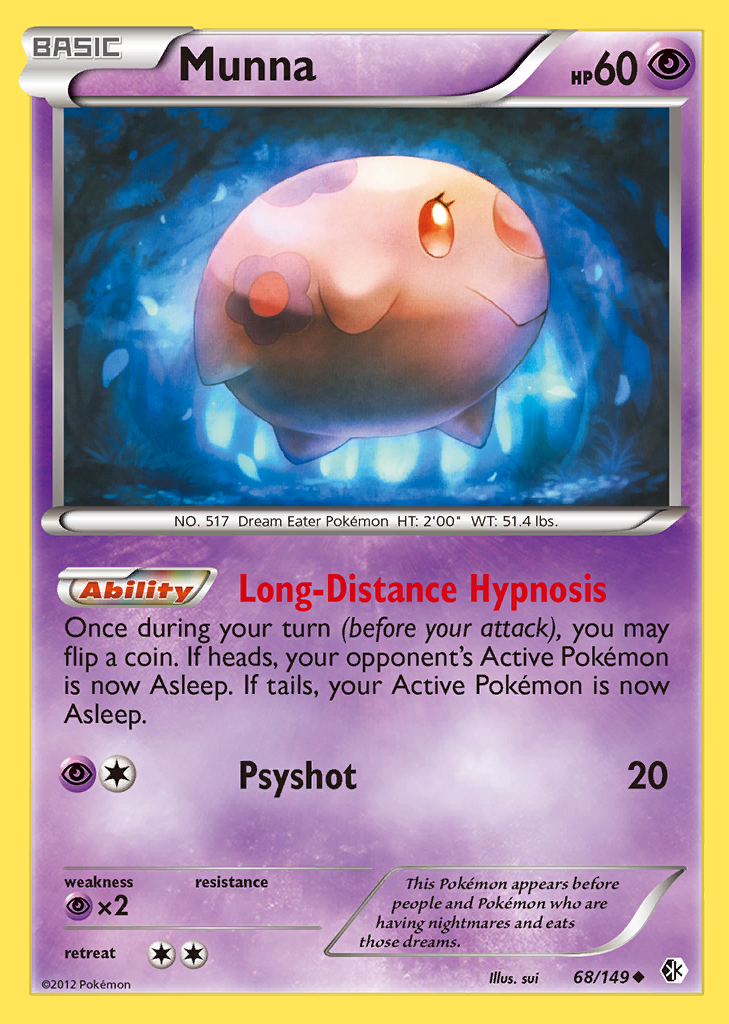 BASIC
Munna
HP60
NO. 517 Dream Eater Pokémon HT: 2'00" WT: 51.4 lbs.
Ability Long-Distance Hypnosis
Once during your turn (before your attack), you may
flip a coin. If heads, your opponent's Active Pokémon
is now Asleep. If tails, your Active Pokémon is now
Asleep.
Psyshot 20
weakness resistance
×2
This Pokémon appears before
people and Pokémon who are
having nightmares and eats
those dreams.
retreat
©2012 Pokémon
Illus. sui 68/149